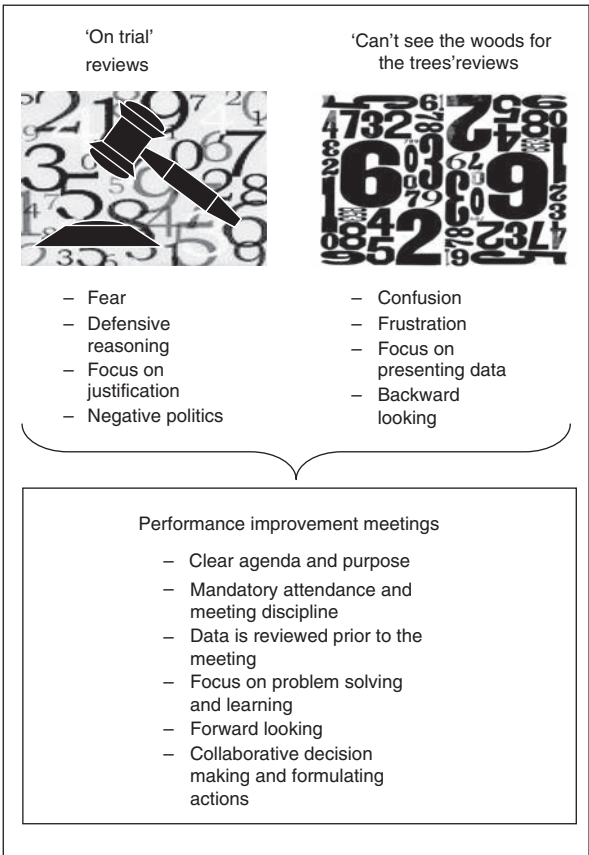 ‘On trial’
reviews
‘Can’t see the woods for
the trees’reviews
– Fear
– Defensive
reasoning
– Focus on
justification
– Negative politics
– Confusion
– Frustration
– Focus on
presenting data
– Backward
looking
Performance improvement meetings
– Clear agenda and purpose
– Mandatory attendance and
meeting discipline
– Data is reviewed prior to the
meeting
– Focus on problem solving
and learning
– Forward looking
– Collaborative decision
making and formulating
actions